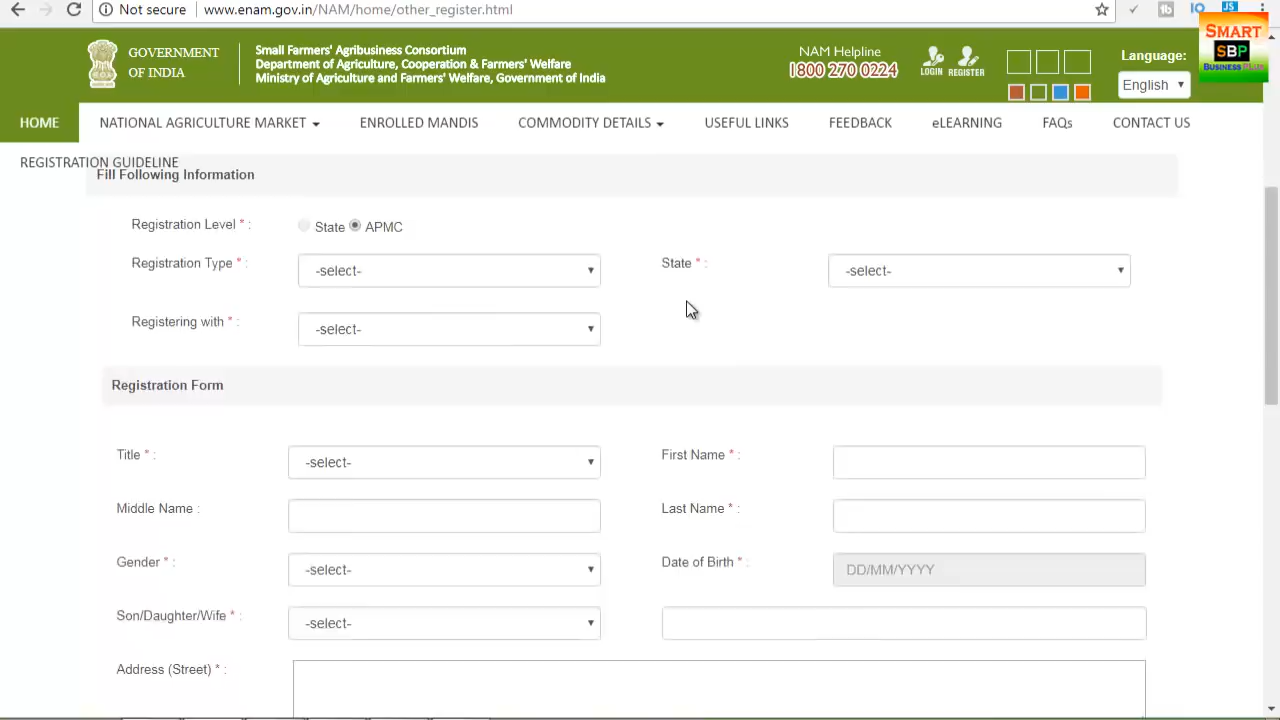 Not secure www.enam.gov.in/NAM/home/other_register.html
GOVERNMENT
OF INDIA
Small Farmers' Agribusiness Consortium
Department of Agriculture, Cooperation & Farmers' Welfare
Ministry of Agriculture and Farmers' Welfare, Government of India
NAM Helpline
1800 270 0224
LOGIN REGISTER
Language:
English
SMART
SBP
BUSINESS PLUS
HOME NATIONAL AGRICULTURE MARKET ENROLLED MANDIS COMMODITY DETAILS USEFUL LINKS FEEDBACK eLEARNING FAQs CONTACT US
REGISTRATION GUIDELINE
Fill Following Information
Registration Level * : State APMC
Registration Type * : -select- State * : -select-
Registering with * : -select-
Registration Form
Title * : -select- First Name * :
Middle Name : Last Name * :
Gender * : -select- Date of Birth * : DD/MM/YYYY
Son/Daughter/Wife * : -select-
Address (Street) * :